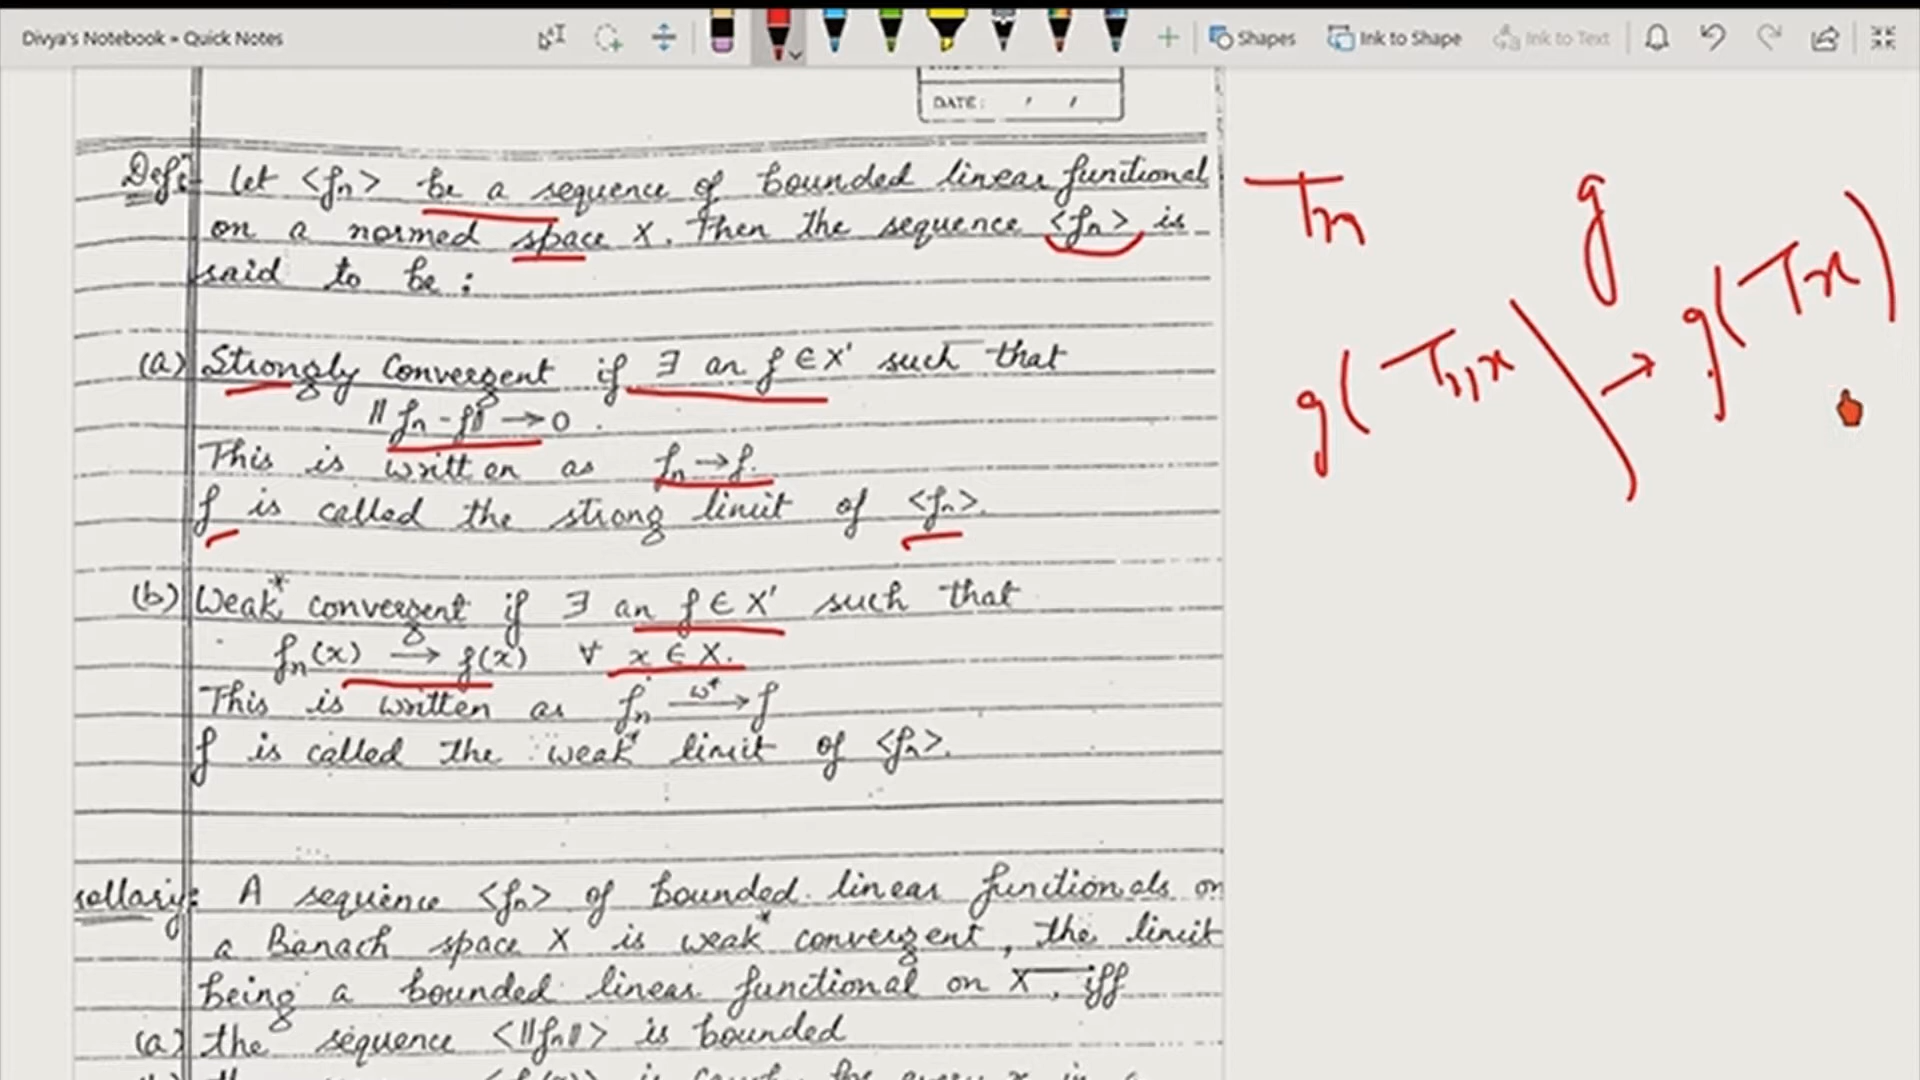 Divya's Notebook » Quick Notes
Shapes
Ink to Shape
Ink to Text
DATE: / /
Def:- Let <fn> be a sequence of bounded linear functional
on a normed space X. Then the sequence <fn> is
said to be :
(a) Strongly Convergent if ∃ an f ∈ X' such that
‖fn - f‖ → 0 .
This is written as fn → f.
f is called the strong limit of <fn>.
(b) Weak* convergent if ∃ an f ∈ X' such that
fn(x) → f(x) ∀ x ∈ X.
This is written as fn —w*→ f
f is called the weak* limit of <fn>.
rollary: A sequence <fn> of bounded linear functionals on
a Banach space X is weak* convergent, the limit
being a bounded linear functional on X, iff
(a) the sequence <‖fn‖> is bounded
Tn g
g(Tnx) → g(Tx)